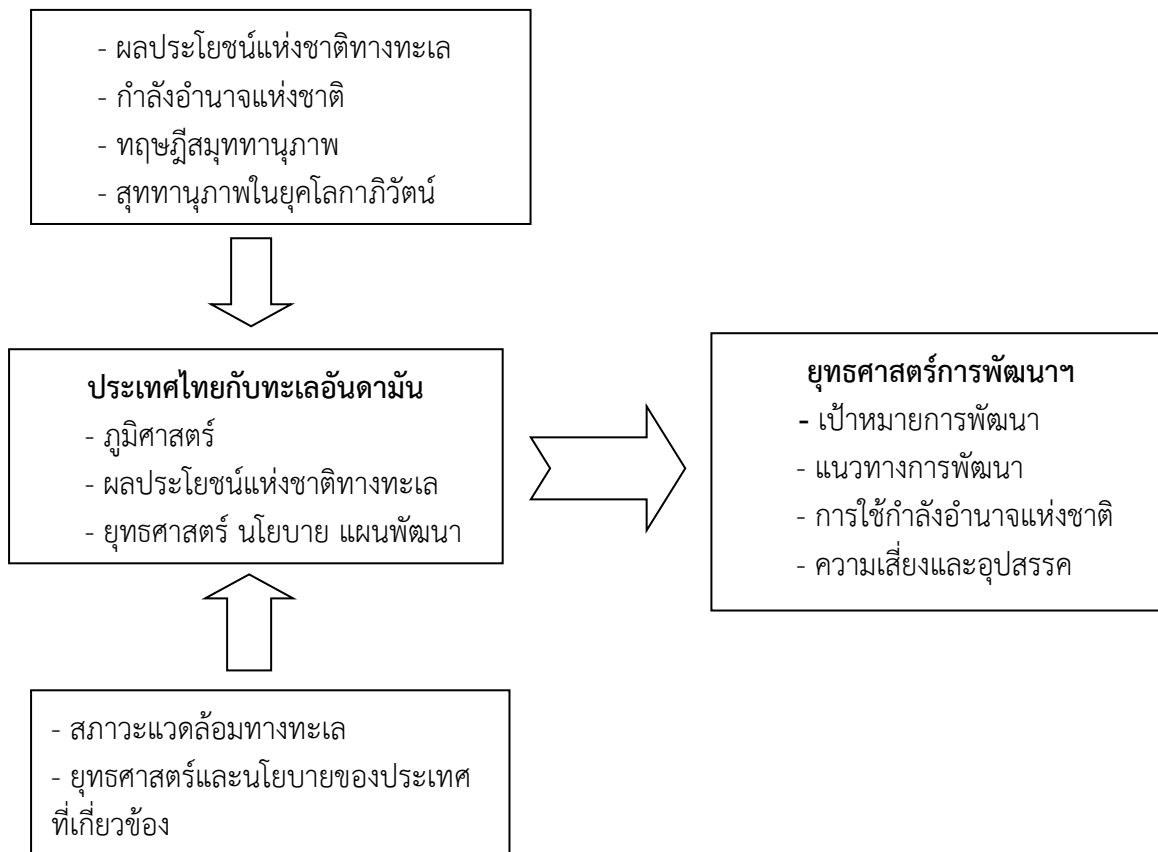 - ผลประโยชน์แห่งชาติทางทะเล
- กำลังอำนาจแห่งชาติ
- ทฤษฎีสมุททานุภาพ
- สุททานุภาพในยุคโลกาภิวัตน์
ประเทศไทยกับทะเลอันดามัน
- ภูมิศาสตร์
- ผลประโยชน์แห่งชาติทางทะเล
- ยุทธศาสตร์ นโยบาย แผนพัฒนา
ยุทธศาสตร์การพัฒนาฯ
- เป้าหมายการพัฒนา
- แนวทางการพัฒนา
- การใช้กำลังอำนาจแห่งชาติ
- ความเสี่ยงและอุปสรรค
- สภาวะแวดล้อมทางทะเล
- ยุทธศาสตร์และนโยบายของประเทศ
ที่เกี่ยวข้อง